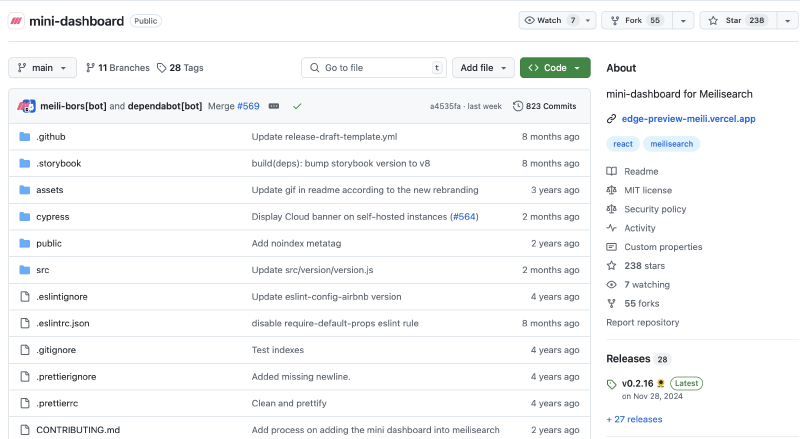 mini-dashboard Public
Watch 7 Fork 55 Star 238
main 11 Branches 28 Tags Go to file t Add file Code
meili-bors[bot] and dependabot[bot] Merge #569 a4535fa · last week 823 Commits
.github Update release-draft-template.yml 8 months ago
.storybook build(deps): bump storybook version to v8 8 months ago
assets Update gif in readme according to the new rebranding 3 years ago
cypress Display Cloud banner on self-hosted instances (#564) 2 months ago
public Add noindex metatag 2 years ago
src Update src/version/version.js 2 months ago
.eslintignore Update eslint-config-airbnb version 4 years ago
.eslintrc.json disable require-default-props eslint rule 8 months ago
.gitignore Test indexes 4 years ago
.prettierignore Added missing newline. 4 years ago
.prettierrc Clean and prettify 4 years ago
CONTRIBUTING.md Add process on adding the mini dashboard into meilisearch 2 years ago
About
mini-dashboard for Meilisearch
edge-preview-meili.vercel.app
react meilisearch
Readme
MIT license
Security policy
Activity
Custom properties
238 stars
7 watching
55 forks
Report repository
Releases 28
v0.2.16 🌻 Latest
on Nov 28, 2024
+ 27 releases